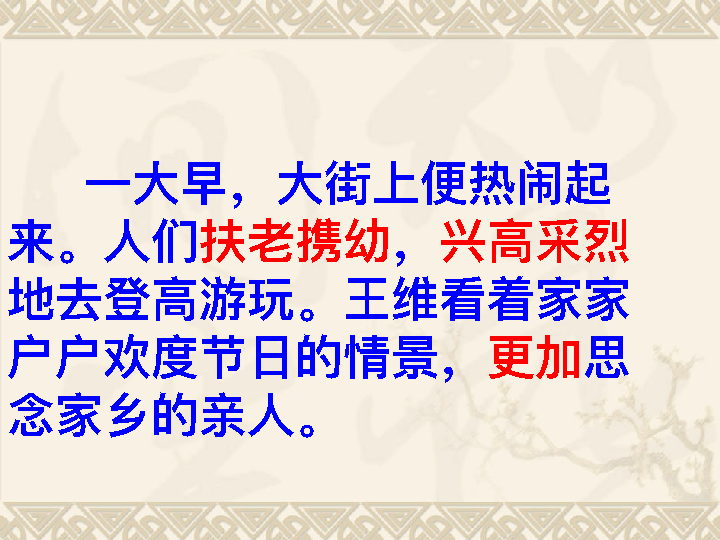 一大早，大街上便热闹起
来。人们扶老携幼，兴高采烈
地去登高游玩。王维看着家家
户户欢度节日的情景，更加思
念家乡的亲人。